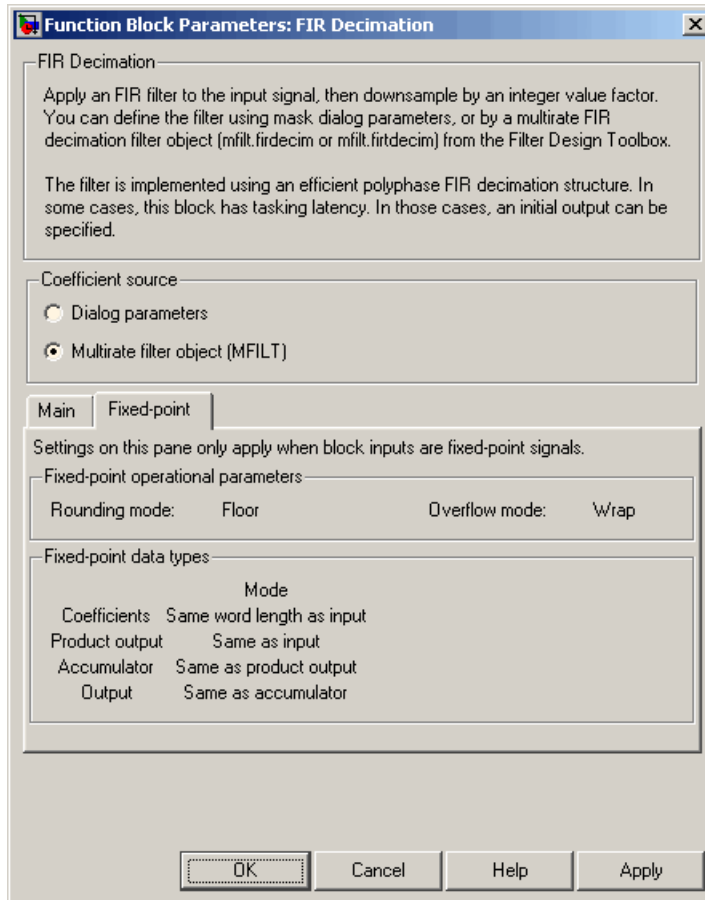 Function Block Parameters: FIR Decimation
FIR Decimation
Apply an FIR filter to the input signal, then downsample by an integer value factor.
You can define the filter using mask dialog parameters, or by a multirate FIR
decimation filter object (mfilt.firdecim or mfilt.firtdecim) from the Filter Design Toolbox.
The filter is implemented using an efficient polyphase FIR decimation structure. In
some cases, this block has tasking latency. In those cases, an initial output can be
specified.
Coefficient source
Dialog parameters
Multirate filter object (MFILT)
Main Fixed-point
Settings on this pane only apply when block inputs are fixed-point signals.
Fixed-point operational parameters
Rounding mode: Floor Overflow mode: Wrap
Fixed-point data types
Mode
Coefficients Same word length as input
Product output Same as input
Accumulator Same as product output
Output Same as accumulator
OK Cancel Help Apply